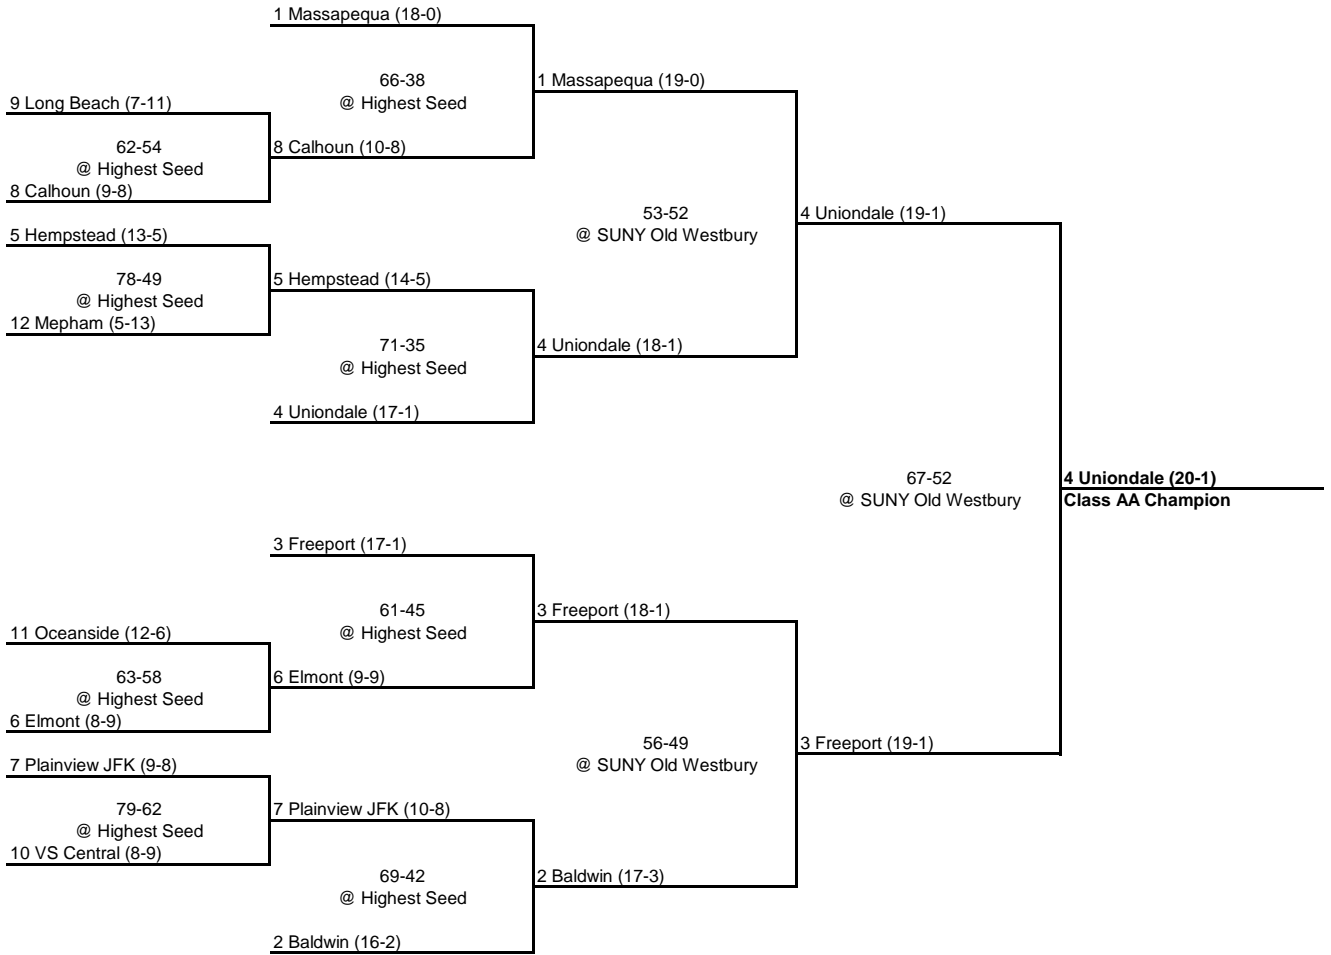 1 Massapequa (18-0)
66-38
@ Highest Seed
1 Massapequa (19-0)
9 Long Beach (7-11)
62-54
@ Highest Seed
8 Calhoun (10-8)
8 Calhoun (9-8)
53-52
@ SUNY Old Westbury
4 Uniondale (19-1)
5 Hempstead (13-5)
78-49
@ Highest Seed
5 Hempstead (14-5)
12 Mepham (5-13)
71-35
@ Highest Seed
4 Uniondale (18-1)
4 Uniondale (17-1)
67-52
@ SUNY Old Westbury
4 Uniondale (20-1)
Class AA Champion
3 Freeport (17-1)
61-45
@ Highest Seed
3 Freeport (18-1)
11 Oceanside (12-6)
63-58
@ Highest Seed
6 Elmont (9-9)
6 Elmont (8-9)
56-49
@ SUNY Old Westbury
3 Freeport (19-1)
7 Plainview JFK (9-8)
79-62
@ Highest Seed
7 Plainview JFK (10-8)
10 VS Central (8-9)
69-42
@ Highest Seed
2 Baldwin (17-3)
2 Baldwin (16-2)